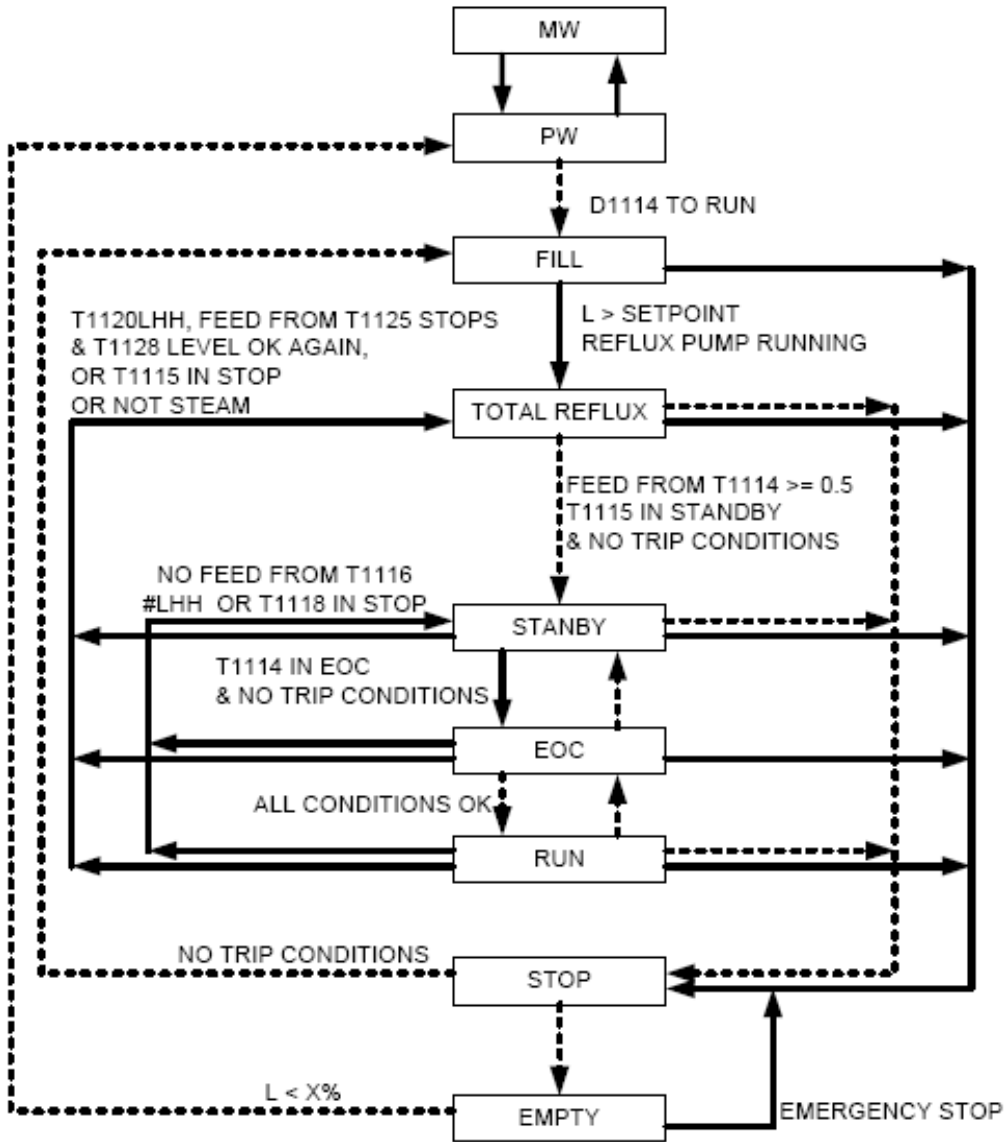 MW
PW
D1114 TO RUN
FILL
L > SETPOINT
REFLUX PUMP RUNNING
T1120LHH, FEED FROM T1125 STOPS
& T1128 LEVEL OK AGAIN,
OR T1115 IN STOP
OR NOT STEAM
TOTAL REFLUX
FEED FROM T1114 >= 0.5
T1115 IN STANDBY
& NO TRIP CONDITIONS
NO FEED FROM T1116
#LHH OR T1118 IN STOP
STANBY
T1114 IN EOC
& NO TRIP CONDITIONS
EOC
ALL CONDITIONS OK
RUN
NO TRIP CONDITIONS
STOP
L < X%
EMPTY
EMERGENCY STOP